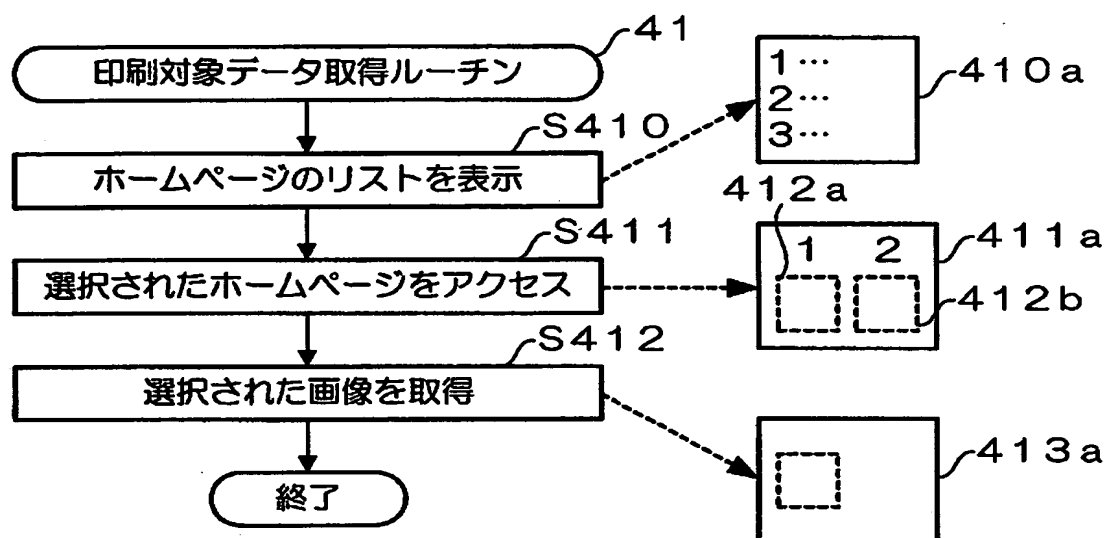 41
印刷対象データ取得ルーチン
1…
2…
3…
410a
S410
ホームページのリストを表示
412a
S411
選択されたホームページをアクセス
1 2
411a
412b
S412
選択された画像を取得
413a
終了